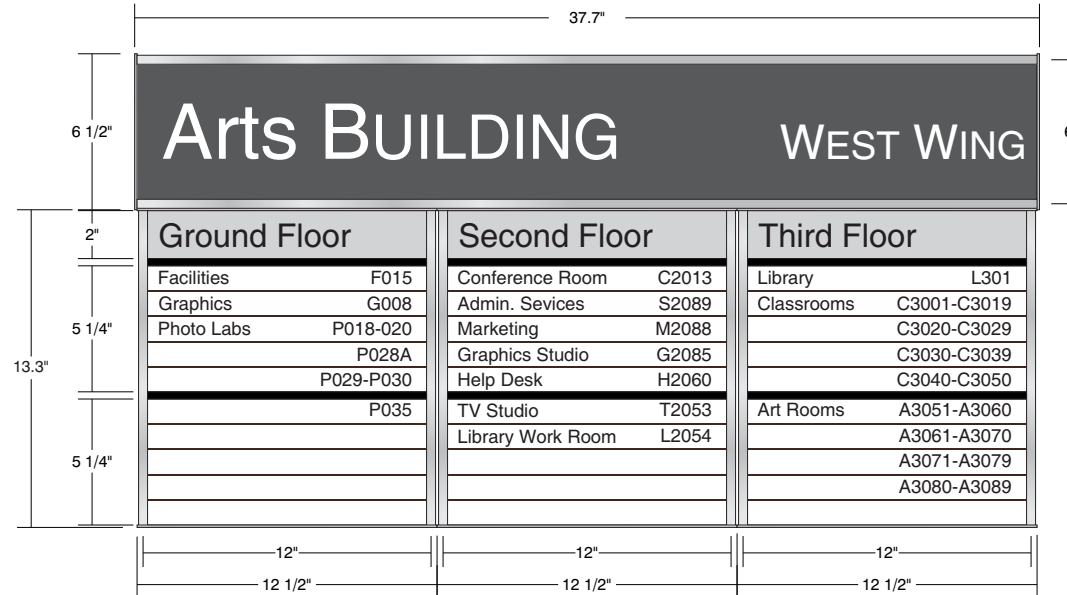 37.7"
6 1/2"
Arts BUILDING WEST WING
6
13.3"
2"
5 1/4"
5 1/4"
Ground Floor
Facilities F015
Graphics G008
Photo Labs P018-020
P028A
P029-P030
P035
Second Floor
Conference Room C2013
Admin. Sevices S2089
Marketing M2088
Graphics Studio G2085
Help Desk H2060
TV Studio T2053
Library Work Room L2054
Third Floor
Library L301
Classrooms C3001-C3019
C3020-C3029
C3030-C3039
C3040-C3050
Art Rooms A3051-A3060
A3061-A3070
A3071-A3079
A3080-A3089
12" 12" 12"
12 1/2" 12 1/2" 12 1/2"